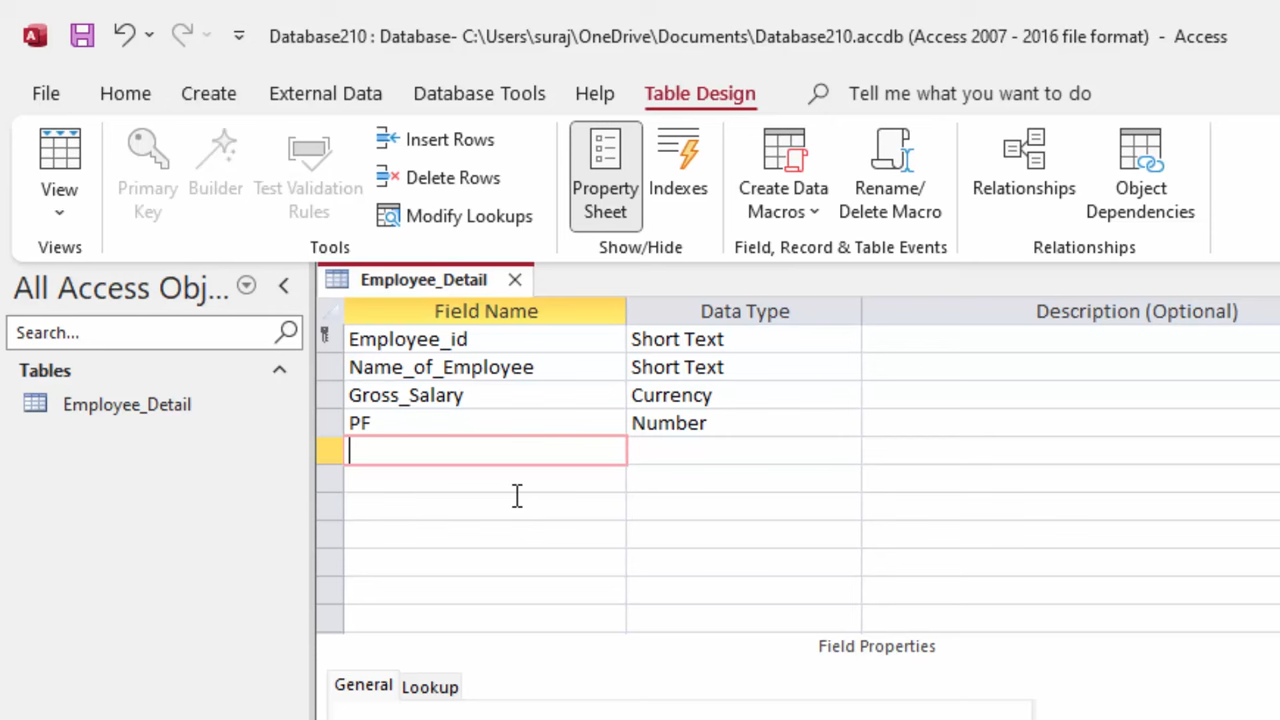 Database210 : Database- C:\Users\suraj\OneDrive\Documents\Database210.accdb (Access 2007 - 2016 file format) - Access
File Home Create External Data Database Tools Help Table Design Tell me what you want to do
View
Primary Key
Builder
Test Validation Rules
Insert Rows
Delete Rows
Modify Lookups
Property Sheet
Indexes
Create Data Macros
Rename/ Delete Macro
Relationships
Object Dependencies
Views Tools Show/Hide Field, Record & Table Events Relationships
All Access Obj...
Search...
Tables
Employee_Detail
Employee_Detail
Field Name Data Type Description (Optional)
Employee_id Short Text
Name_of_Employee Short Text
Gross_Salary Currency
PF Number
Field Properties
General Lookup